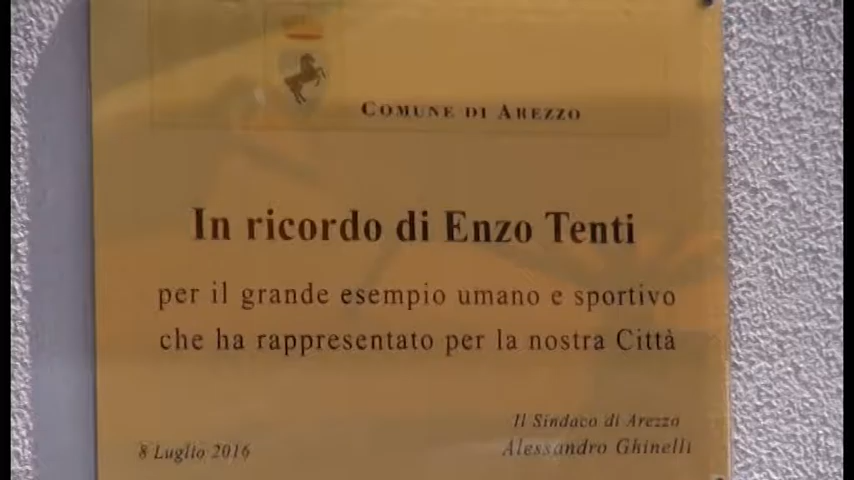 Comune di Arezzo
In ricordo di Enzo Tenti
per il grande esempio umano e sportivo
che ha rappresentato per la nostra Città
Il Sindaco di Arezzo
8 Luglio 2016 Alessandro Ghinelli